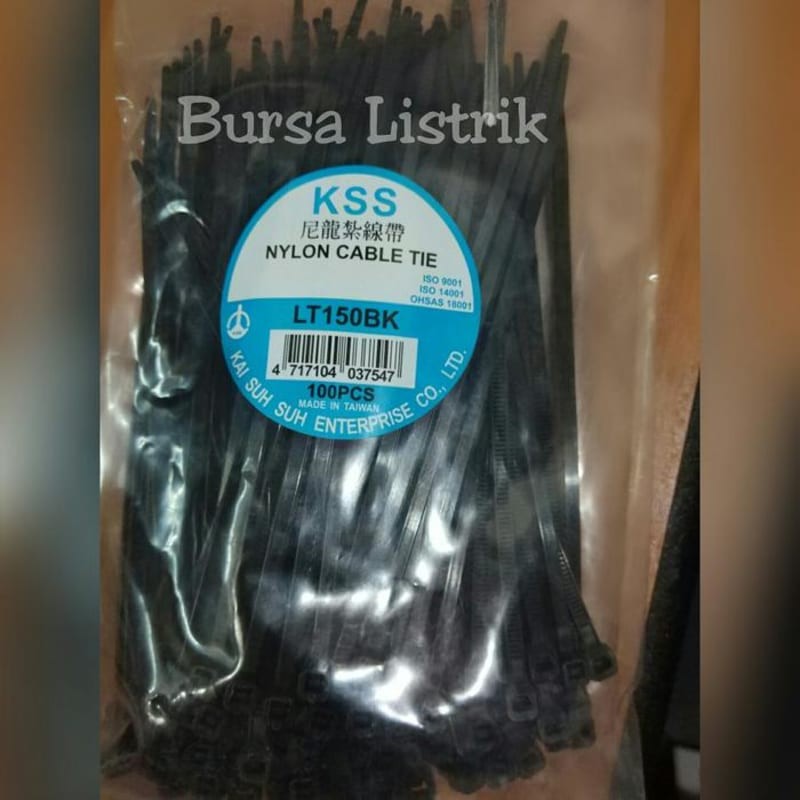 Bursa Listrik
KSS
尼龍紮線帶
NYLON CABLE TIE
ISO 9001
ISO 14001
OHSAS 18001
LT150BK
4 717104 037547
100PCS
MADE IN TAIWAN
KAI SUH SUH ENTERPRISE CO., LTD.